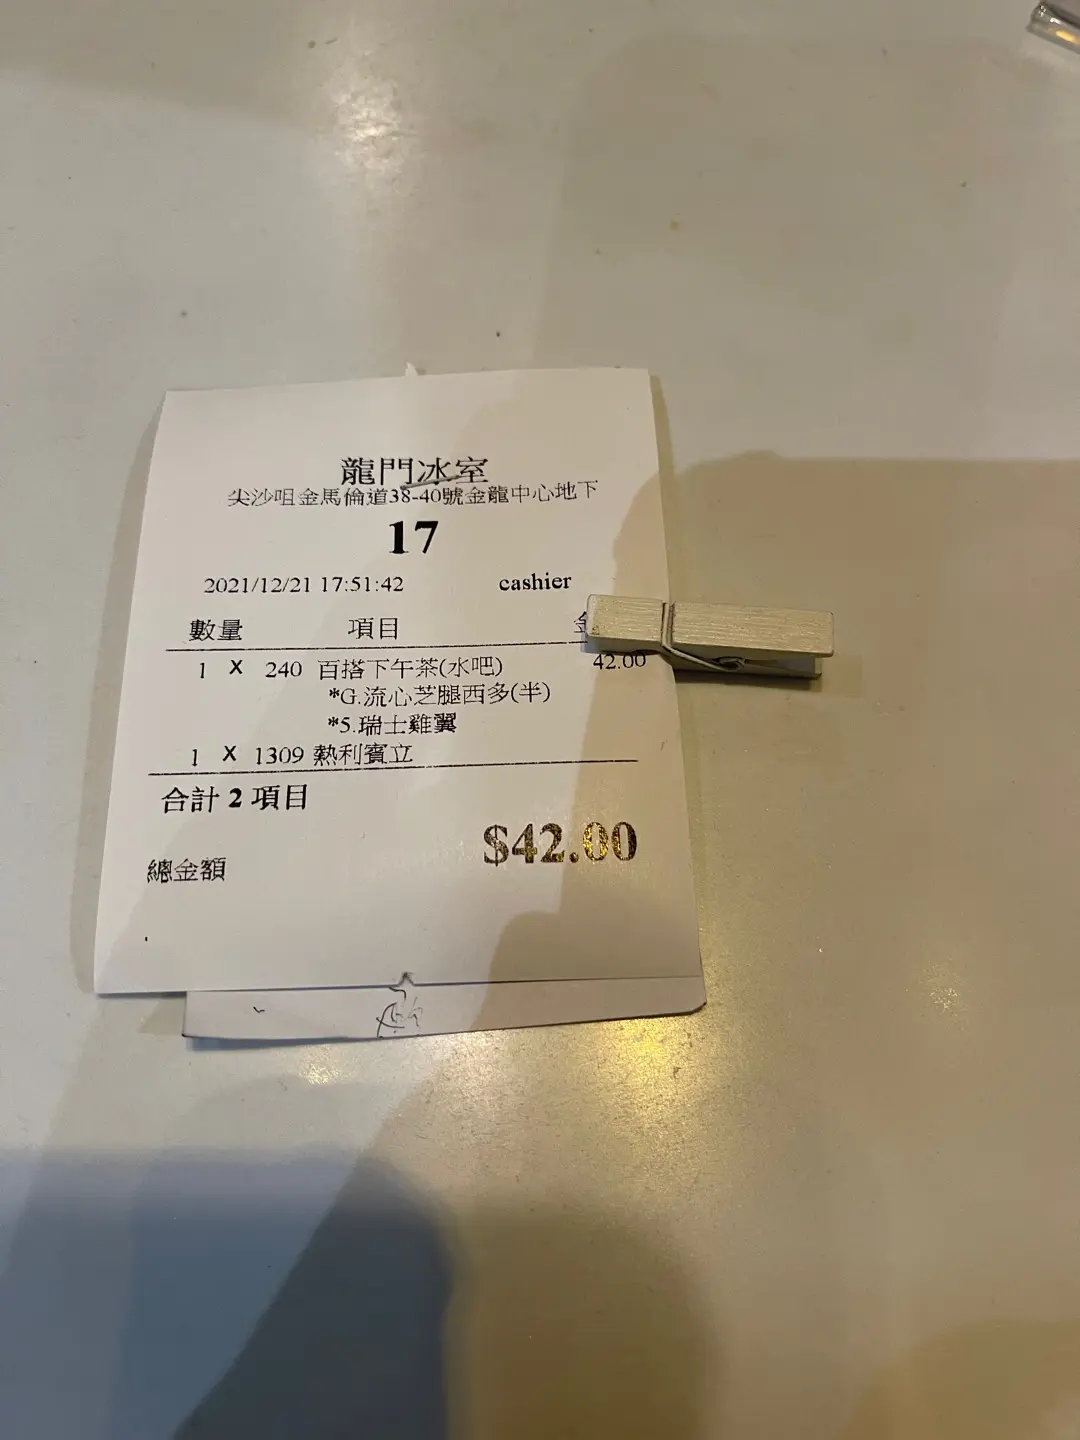 龍門冰室
尖沙咀金馬倫道38-40號金龍中心地下
17
2021/12/21 17:51:42 cashier
數量 項目 金
1 X 240 百搭下午茶(水吧) 42.00
*G.流心芝腿西多(半)
*5.瑞士雞翼
1 X 1309 熱利賓立
合計 2 項目
$42.00
總金額